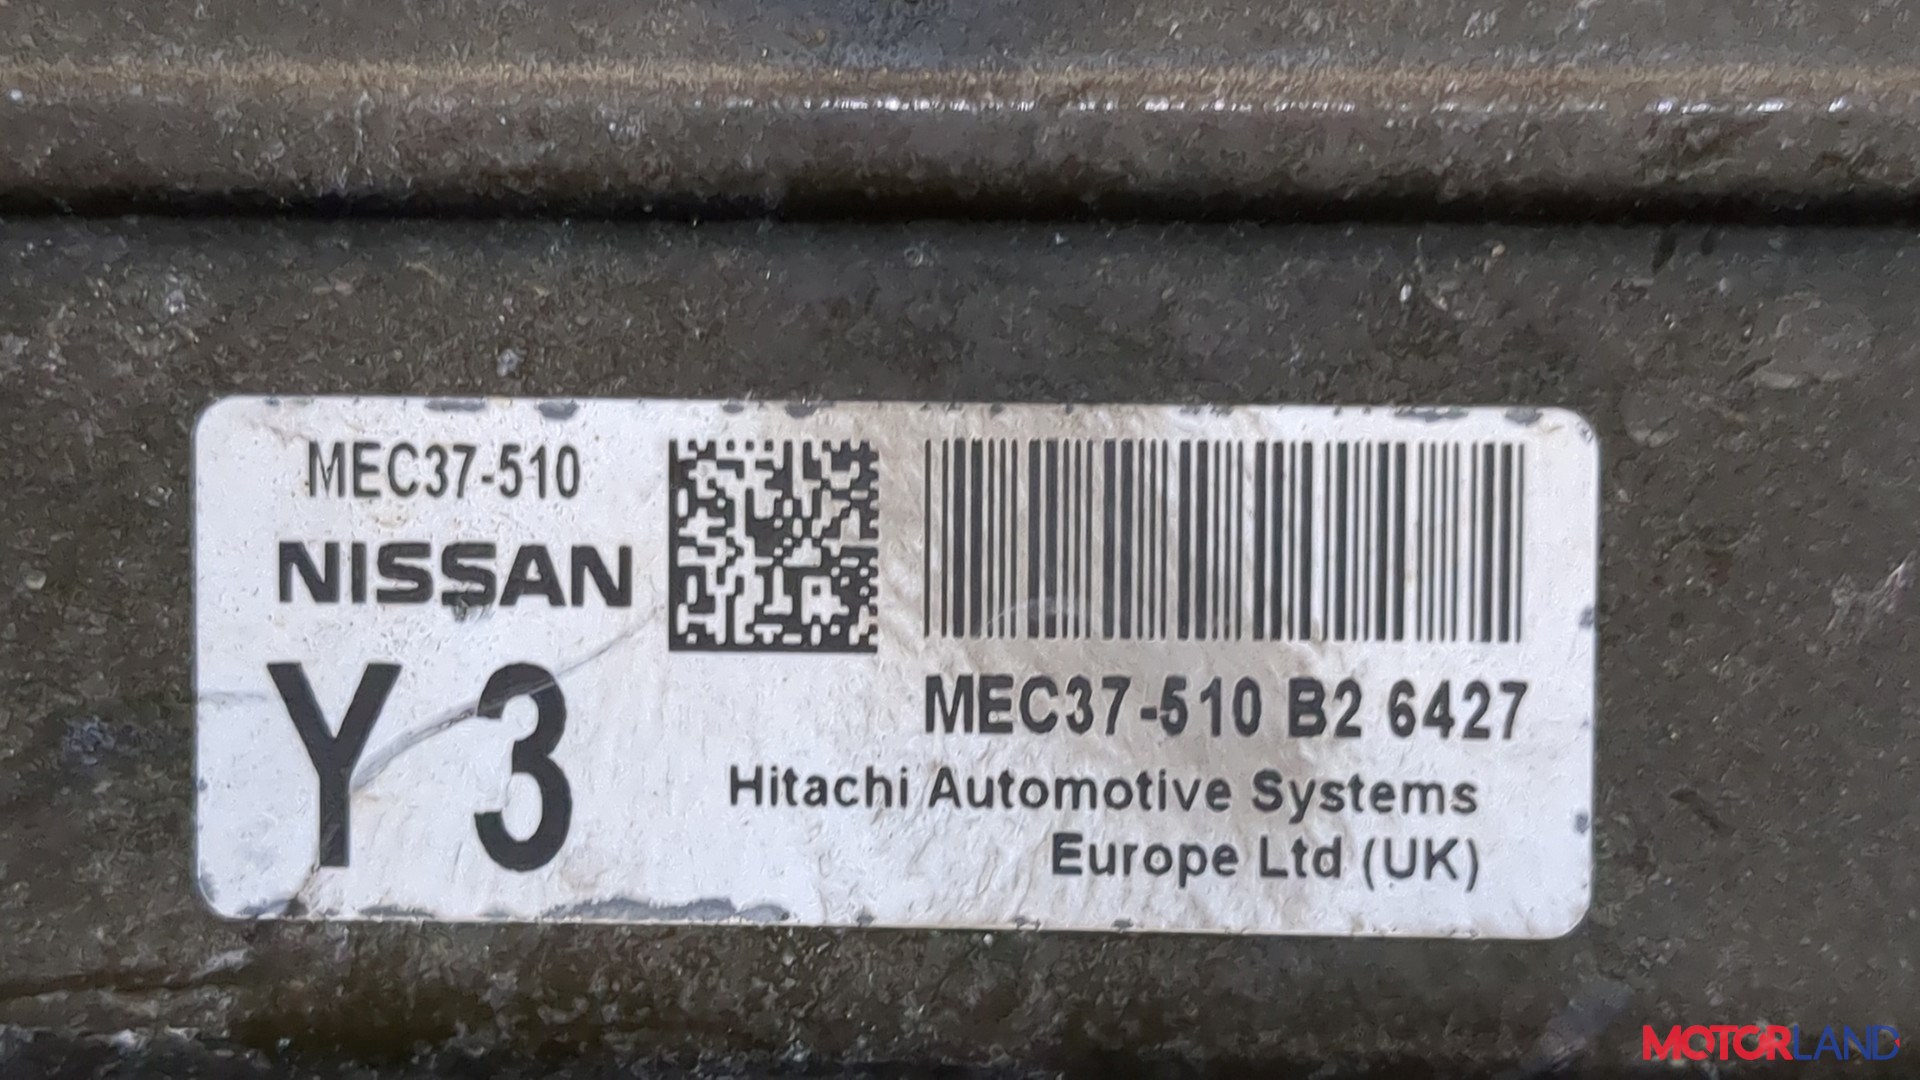 MEC37-510
NISSAN
Y 3
MEC37-510 B2 6427
Hitachi Automotive Systems
Europe Ltd (UK)
MOTORLAND